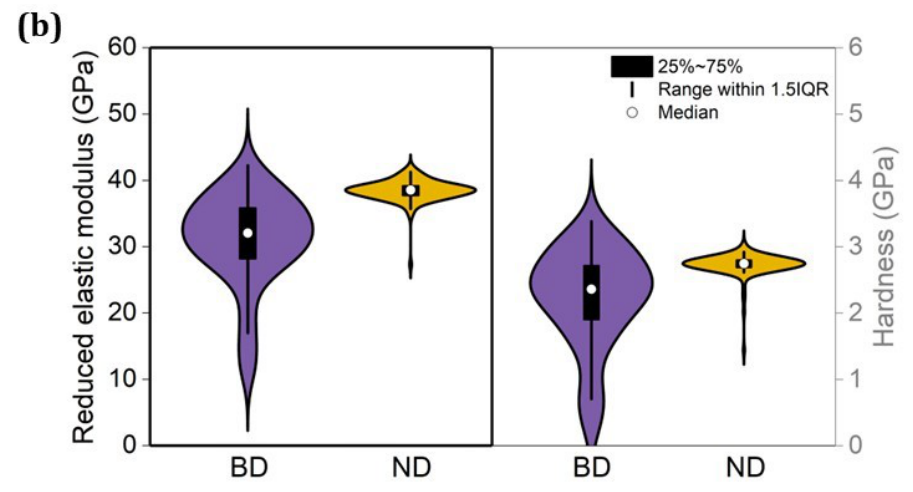 (b)
60
50
40
30
20
10
0
Reduced elastic modulus (GPa)
BD
ND
BD
ND
25%~75%
Range within 1.5IQR
Median
6
5
4
3
2
1
0
Hardness (GPa)